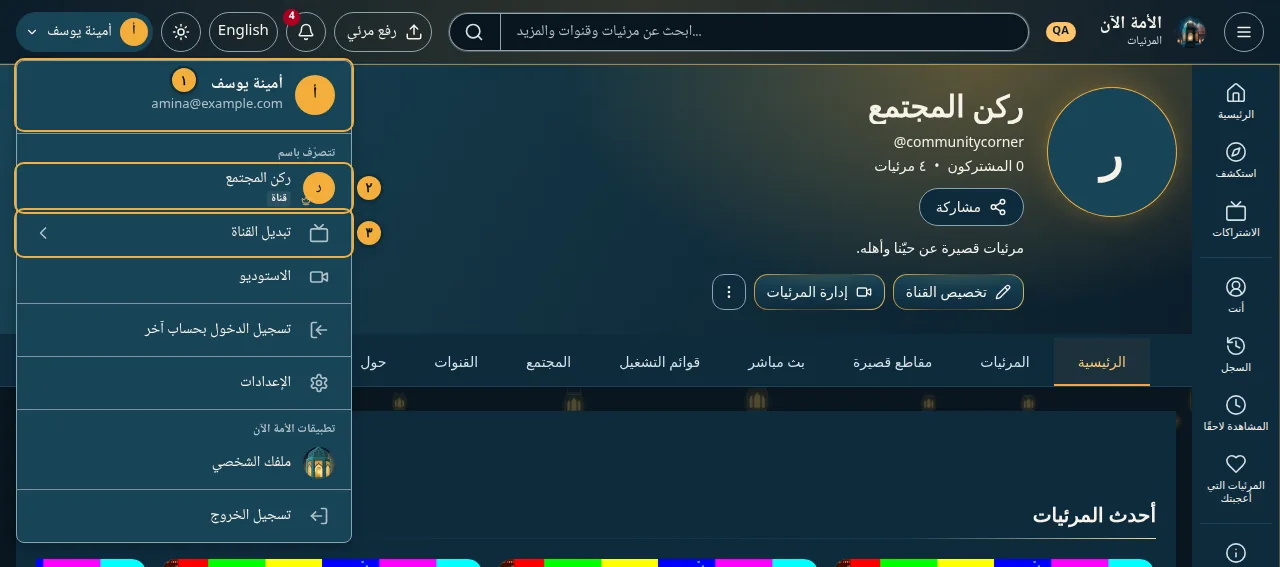 الأمة الآن
المرئيات
QA
ابحث عن مرئيات وقنوات والمزيد...
رفع مرئي
4
English
أ
أمينة يوسف
الرئيسية
استكشف
الاشتراكات
أنت
السجل
المشاهدة لاحقًا
المرئيات التي
أعجبتك
ر
ركن المجتمع
@communitycorner
0 المشتركون • ٤ مرئيات
مشاركة
مرئيات قصيرة عن حيّنا وأهله.
تخصيص القناة
إدارة المرئيات
الرئيسية
المرئيات
مقاطع قصيرة
بث مباشر
قوائم التشغيل
المجتمع
القنوات
حول
أحدث المرئيات
أ
أمينة يوسف
١
amina@example.com
تتصرّف باسم
ر
ركن المجتمع
قناة
٢
تبديل القناة
٣
الاستوديو
تسجيل الدخول بحساب آخر
الإعدادات
تطبيقات الأمة الآن
ملفك الشخصي
تسجيل الخروج